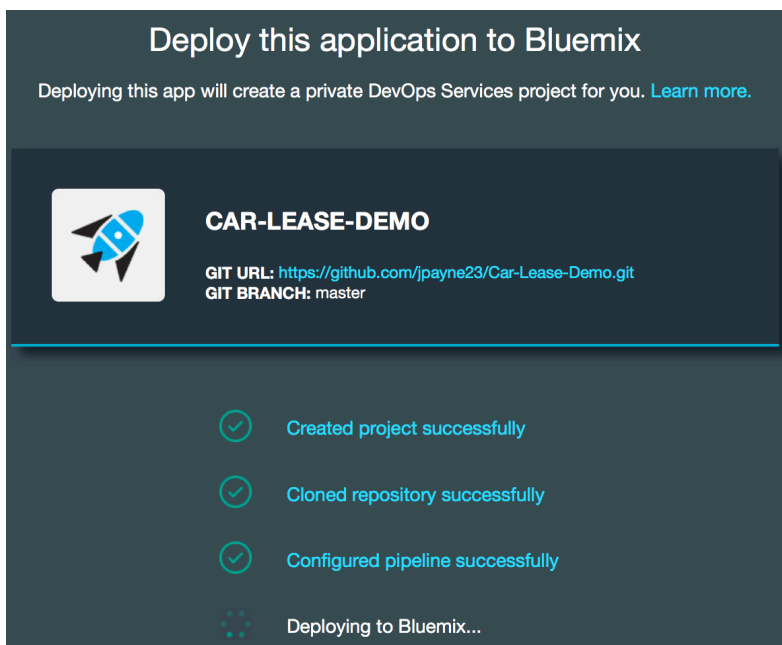 Deploy this application to Bluemix
Deploying this app will create a private DevOps Services project for you. Learn more.
CAR-LEASE-DEMO
GIT URL: https://github.com/jpayne23/Car-Lease-Demo.git
GIT BRANCH: master
Created project successfully
Cloned repository successfully
Configured pipeline successfully
Deploying to Bluemix...